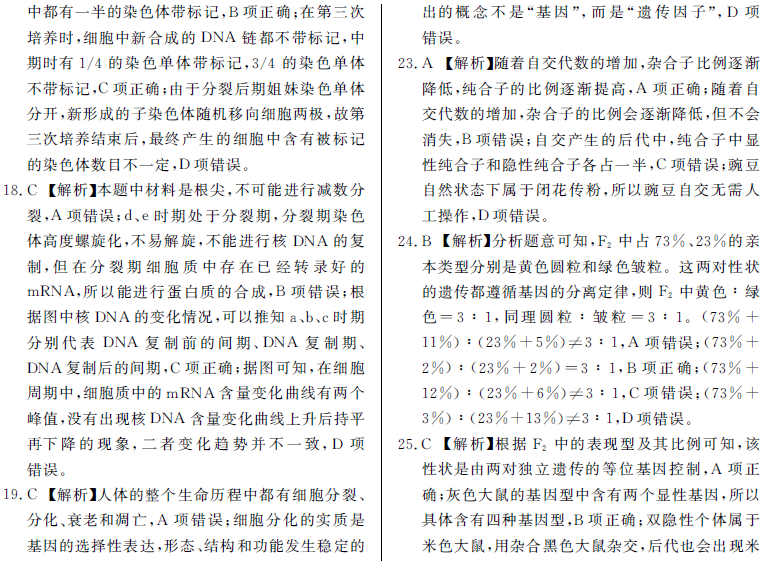 中都有一半的染色体带标记,B项正确;在第三次
培养时,细胞中新合成的DNA链都不带标记,中
期时有1/4的染色单体带标记,3/4的染色单体
不带标记,C项正确;由于分裂后期姐妹染色单体
分开,新形成的子染色体随机移向细胞两极,故第
三次培养结束后,最终产生的细胞中含有被标记
的染色体数目不一定,D项错误。
18. C 【解析】本题中材料是根尖,不可能进行减数分
裂,A项错误;d、e时期处于分裂期,分裂期染色
体高度螺旋化,不易解旋,不能进行核DNA的复
制,但在分裂期细胞质中存在已经转录好的
mRNA,所以能进行蛋白质的合成,B项错误;根
据图中核DNA的变化情况,可以推知a、b、c时期
分别代表DNA复制前的间期、DNA复制期、
DNA复制后的间期,C项正确;据图可知,在细胞
周期中,细胞质中的mRNA含量变化曲线有两个
峰值,没有出现核DNA含量变化曲线上升后持平
再下降的现象,二者变化趋势并不一致,D项
错误。
19. C 【解析】人体的整个生命历程中都有细胞分裂、
分化、衰老和凋亡,A项错误;细胞分化的实质是
基因的选择性表达,形态、结构和功能发生稳定的
出的概念不是“基因”,而是“遗传因子”,D项
错误。
23. A 【解析】随着自交代数的增加,杂合子比例逐渐
降低,纯合子的比例逐渐提高,A项正确;随着自
交代数的增加,杂合子的比例会逐渐降低,但不会
消失,B项错误;自交产生的后代中,纯合子中显
性纯合子和隐性纯合子各占一半,C项错误;豌豆
自然状态下属于闭花传粉,所以豌豆自交无需人
工操作,D项错误。
24. B 【解析】分析题意可知,F₂中占73%、23%的亲
本类型分别是黄色圆粒和绿色皱粒。这两对性状
的遗传都遵循基因的分离定律,则F₂中黄色∶绿
色=3∶1,同理圆粒∶皱粒=3∶1。(73%+
11%)∶(23%+5%)≠3∶1,A项错误;(73%+
2%)∶(23%+2%)=3∶1,B项正确;(73%+
12%)∶(23%+6%)≠3∶1,C项错误;(73%+
3%)∶(23%+13%)≠3∶1,D项错误。
25. C 【解析】根据F₂中的表现型及其比例可知,该
性状是由两对独立遗传的等位基因控制,A项正
确;灰色大鼠的基因型中含有两个显性基因,所以
具体含有四种基因型,B项正确;双隐性个体属于
米色大鼠,用杂合黑色大鼠杂交,后代也会出现米